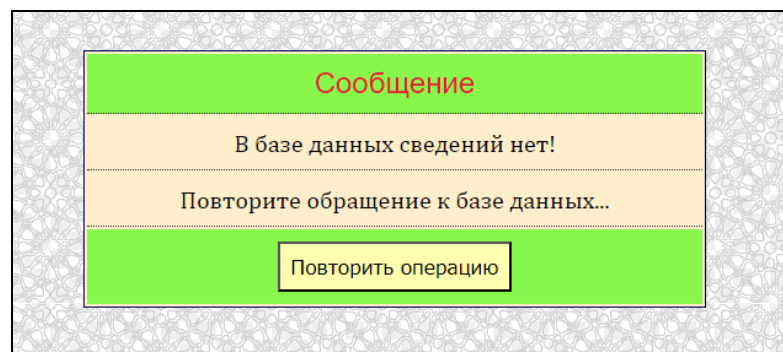 Сообщение
В базе данных сведений нет!
Повторите обращение к базе данных...
Повторить операцию